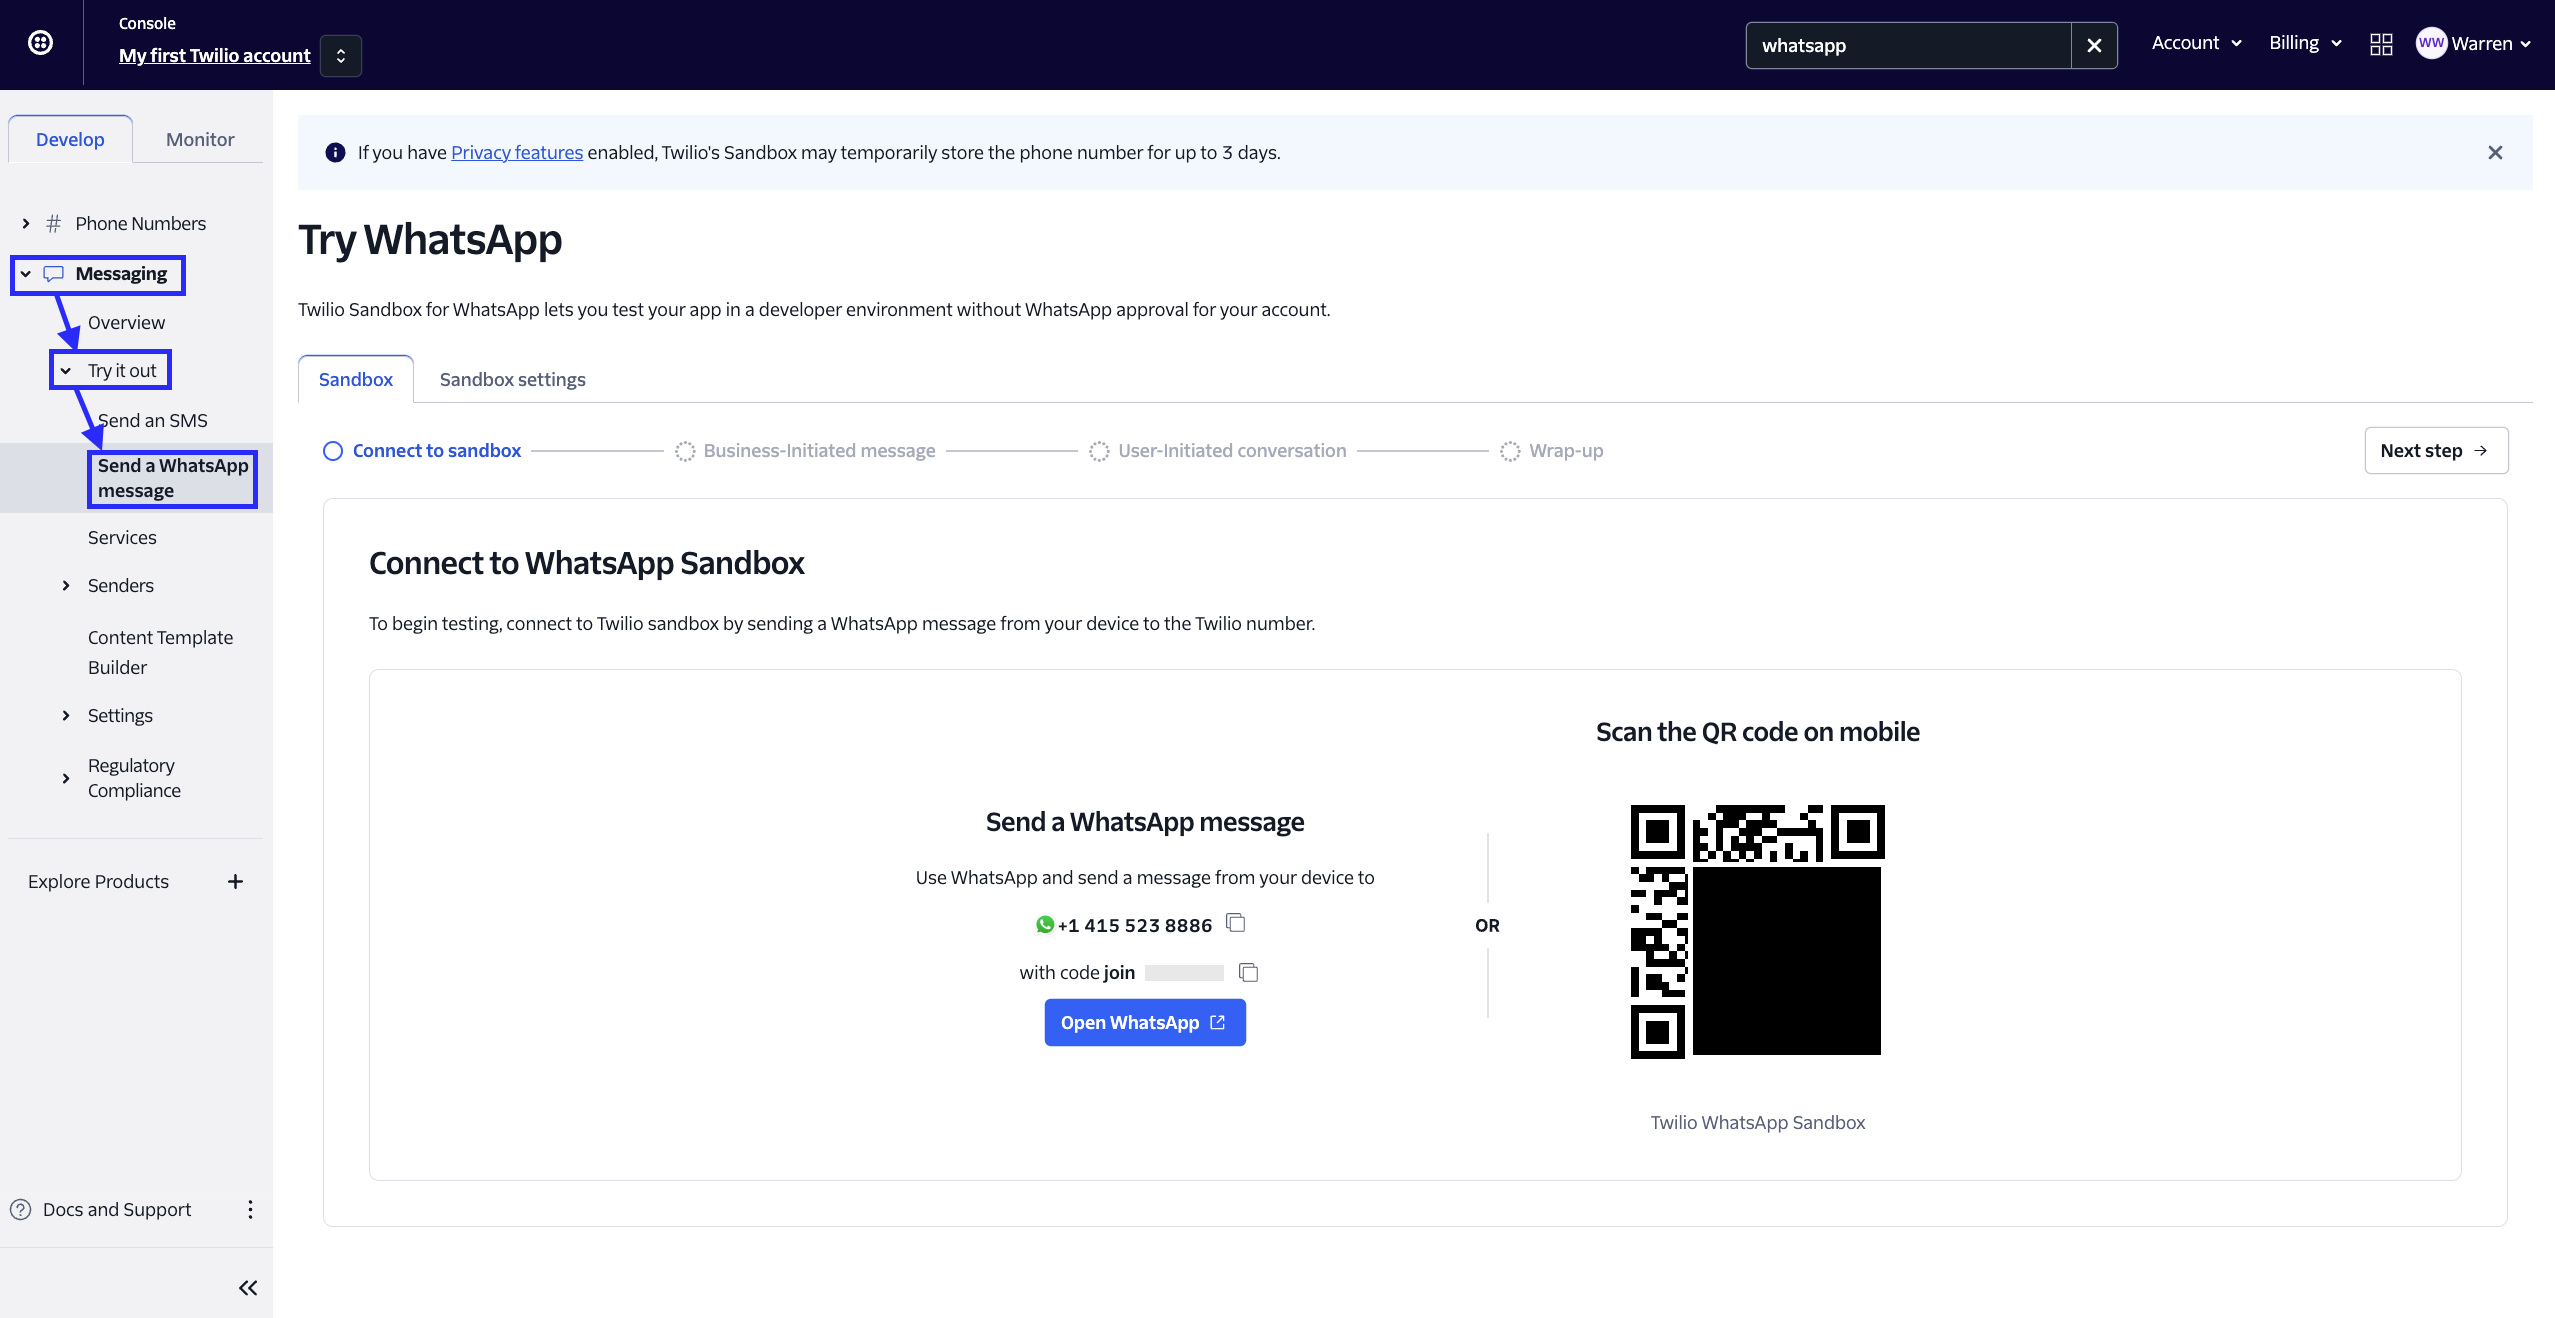 Console
My first Twilio account
whatsapp
Account
Billing
WW Warren
Develop
Monitor
# Phone Numbers
Messaging
Overview
Try it out
Send an SMS
Send a WhatsApp
message
Services
Senders
Content Template
Builder
Settings
Regulatory
Compliance
Explore Products
Docs and Support
If you have Privacy features enabled, Twilio's Sandbox may temporarily store the phone number for up to 3 days.
Try WhatsApp
Twilio Sandbox for WhatsApp lets you test your app in a developer environment without WhatsApp approval for your account.
Sandbox
Sandbox settings
Connect to sandbox
Business-Initiated message
User-Initiated conversation
Wrap-up
Next step
Connect to WhatsApp Sandbox
To begin testing, connect to Twilio sandbox by sending a WhatsApp message from your device to the Twilio number.
Send a WhatsApp message
Use WhatsApp and send a message from your device to
+1 415 523 8886
with code join
Open WhatsApp
OR
Scan the QR code on mobile
Twilio WhatsApp Sandbox